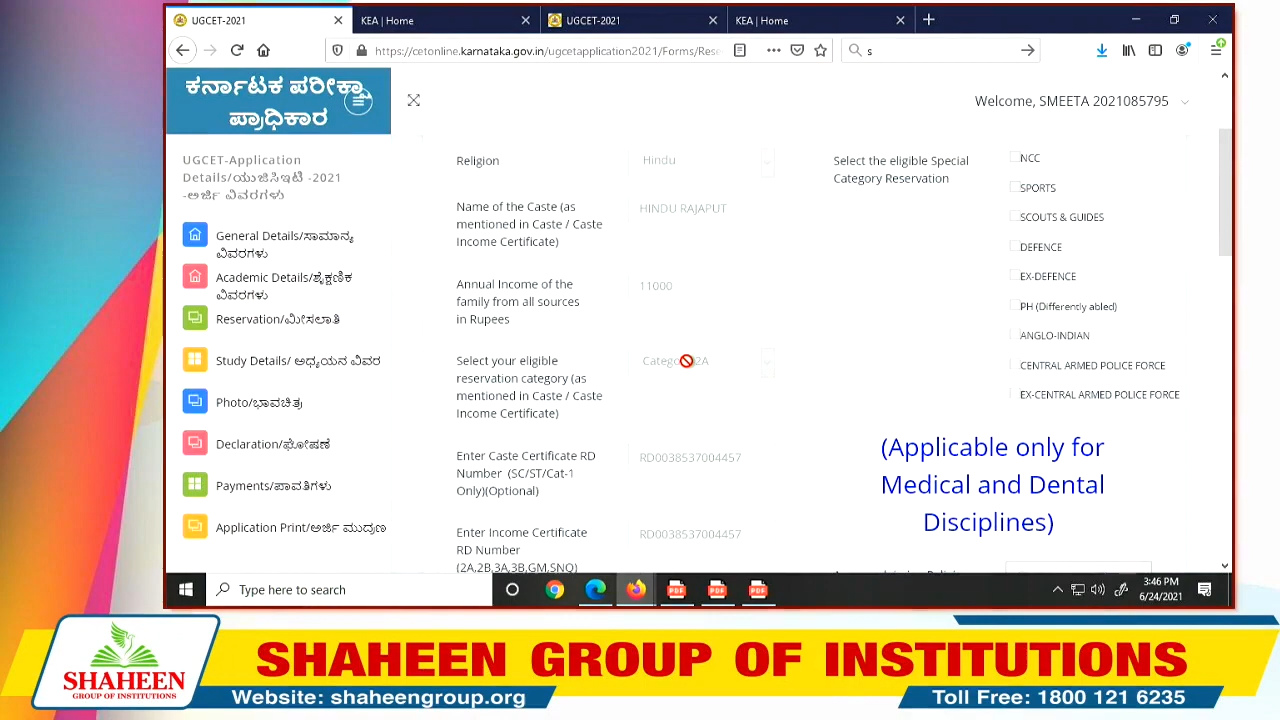 UGCET-2021
KEA | Home
UGCET-2021
KEA | Home
https://cetonline.karnataka.gov.in/ugcetapplication2021/Forms/Rese
s
ಕರ್ನಾಟಕ ಪರೀಕ್ಷಾ
ಪ್ರಾಧಿಕಾರ
Welcome, SMEETA 2021085795
UGCET-Application
Details/ಯುಜಿಸಿಇಟಿ -2021
-ಅರ್ಜಿ ವಿವರಗಳು
General Details/ಸಾಮಾನ್ಯ
ವಿವರಗಳು
Academic Details/ಶೈಕ್ಷಣಿಕ
ವಿವರಗಳು
Reservation/ಮೀಸಲಾತಿ
Study Details/ ಅಧ್ಯಯನ ವಿವರ
Photo/ಭಾವಚಿತ್ರ
Declaration/ಘೋಷಣೆ
Payments/ಪಾವತಿಗಳು
Application Print/ಅರ್ಜಿ ಮುದ್ರಣ
Religion
Hindu
Name of the Caste (as
mentioned in Caste / Caste
Income Certificate)
HINDU RAJAPUT
Annual Income of the
family from all sources
in Rupees
11000
Select your eligible
reservation category (as
mentioned in Caste / Caste
Income Certificate)
2A
Enter Caste Certificate RD
Number (SC/ST/Cat-1
Only)(Optional)
RD0038537004457
Enter Income Certificate
RD Number
(2A,2B,3A,3B,GM,SNQ)
RD0038537004457
Select the eligible Special
Category Reservation
NCC
SPORTS
SCOUTS & GUIDES
DEFENCE
EX-DEFENCE
PH (Differently abled)
ANGLO-INDIAN
CENTRAL ARMED POLICE FORCE
EX-CENTRAL ARMED POLICE FORCE
(Applicable only for
Medical and Dental
Disciplines)
Type here to search
PDF
PDF
PDF
3:46 PM
6/24/2021
SHAHEEN
GROUP OF INSTITUTIONS
SHAHEEN GROUP OF INSTITUTIONS
Website: shaheengroup.org
Toll Free: 1800 121 6235